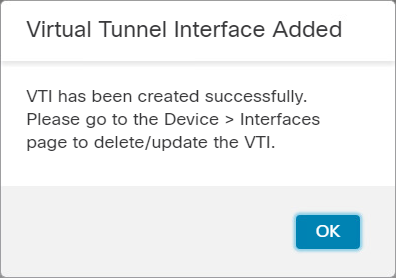 Virtual Tunnel Interface Added
VTI has been created successfully.
Please go to the Device > Interfaces
page to delete/update the VTI.
OK